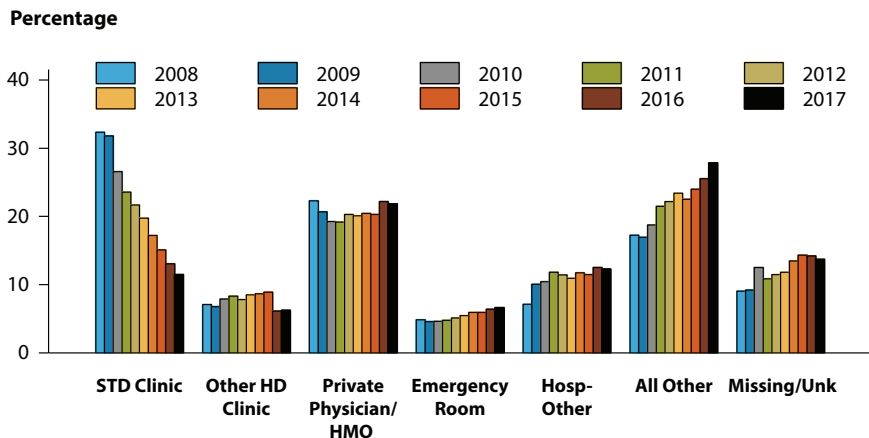 Percentage
40
30
20
10
0
2008 2009 2010 2011 2012
2013 2014 2015 2016 2017
STD Clinic Other HD Private Emergency Hosp- All Other Missing/Unk
Clinic Physician/ Room Other
HMO